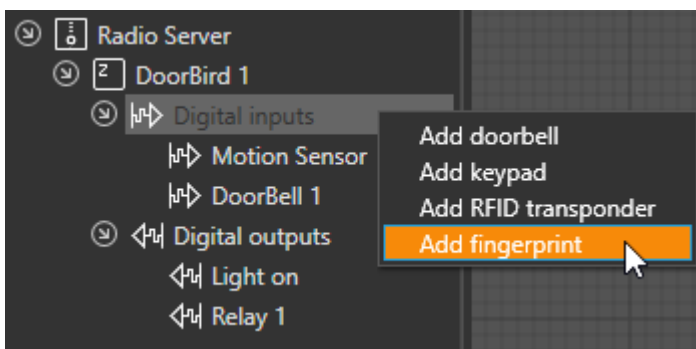 Radio Server
DoorBird 1
Digital inputs
Motion Sensor
DoorBell 1
Digital outputs
Light on
Relay 1
Add doorbell
Add keypad
Add RFID transponder
Add fingerprint